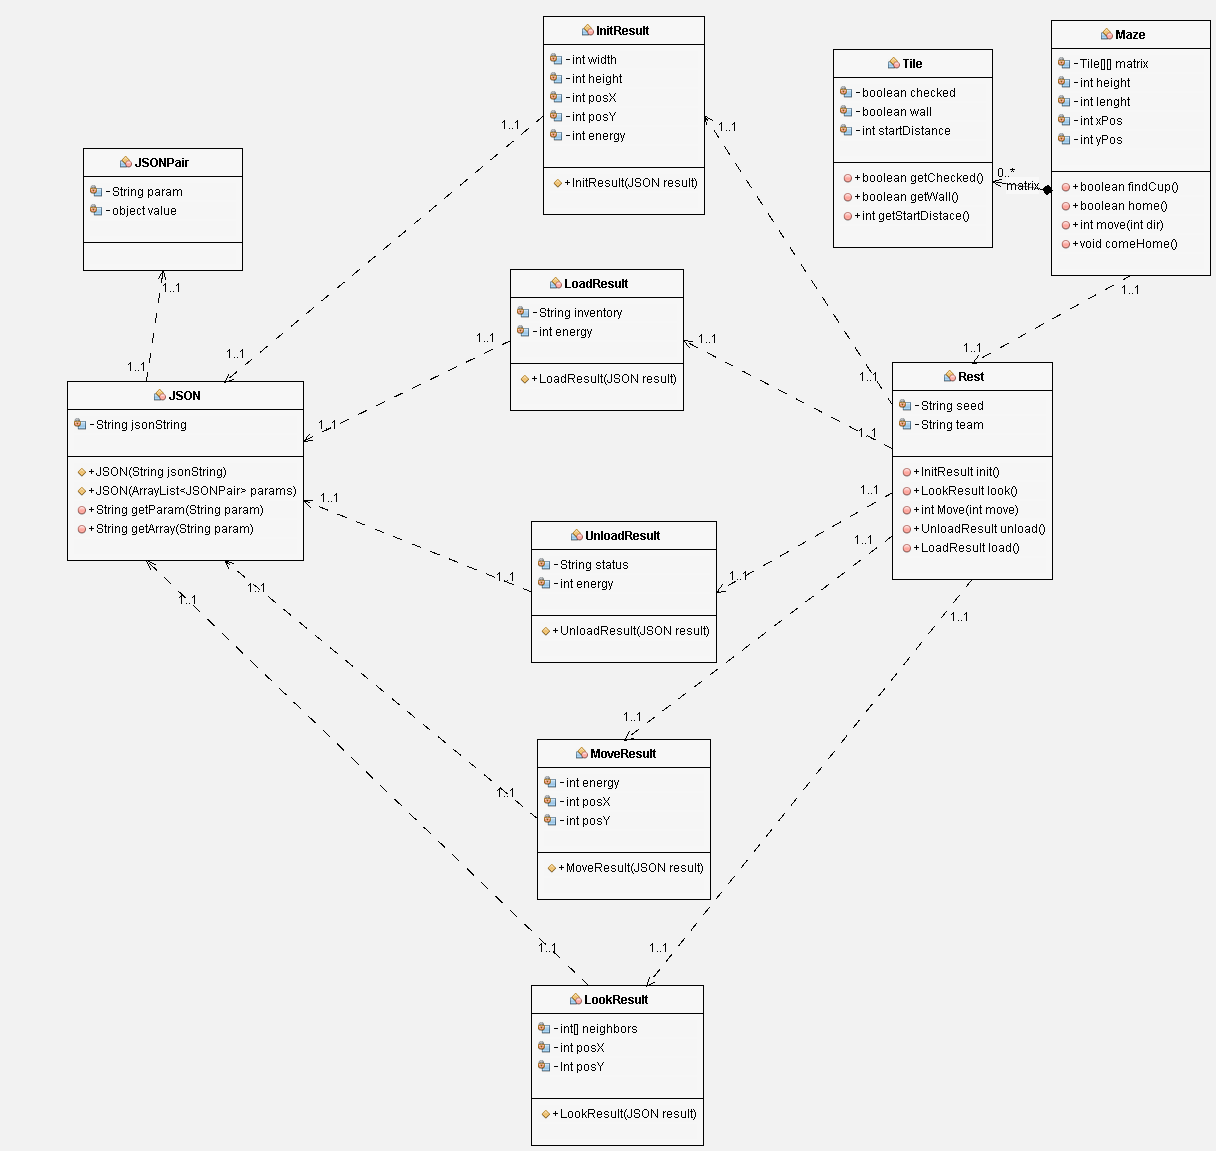 InitResult
-int width
-int height
-int posX
-int posY
-int energy
+InitResult(JSON result)
Tile
-boolean checked
-boolean wall
-int startDistance
+boolean getChecked()
+boolean getWall()
+int getStartDistace()
Maze
-Tile[][] matrix
-int height
-int lenght
-int xPos
-int yPos
+boolean findCup()
+boolean home()
+int move(int dir)
+void comeHome()
0..*
matrix
1..1
1..1
JSONPair
-String param
-object value
1..1
1..1
1..1
1..1
LoadResult
-String inventory
-int energy
+LoadResult(JSON result)
1..1
1..1
1..1
1..1
1..1
1..1
JSON
-String jsonString
+JSON(String jsonString)
+JSON(ArrayList<JSONPair> params)
+String getParam(String param)
+String getArray(String param)
Rest
-String seed
-String team
+InitResult init()
+LookResult look()
+int Move(int move)
+UnloadResult unload()
+LoadResult load()
1..1
1..1
1..1
1..1
UnloadResult
-String status
-int energy
+UnloadResult(JSON result)
1..1
1..1
1..1
1..1
1..1
1..1
MoveResult
-int energy
-int posX
-int posY
+MoveResult(JSON result)
1..1
1..1
1..1
LookResult
-int[] neighbors
-int posX
-Int posY
+LookResult(JSON result)